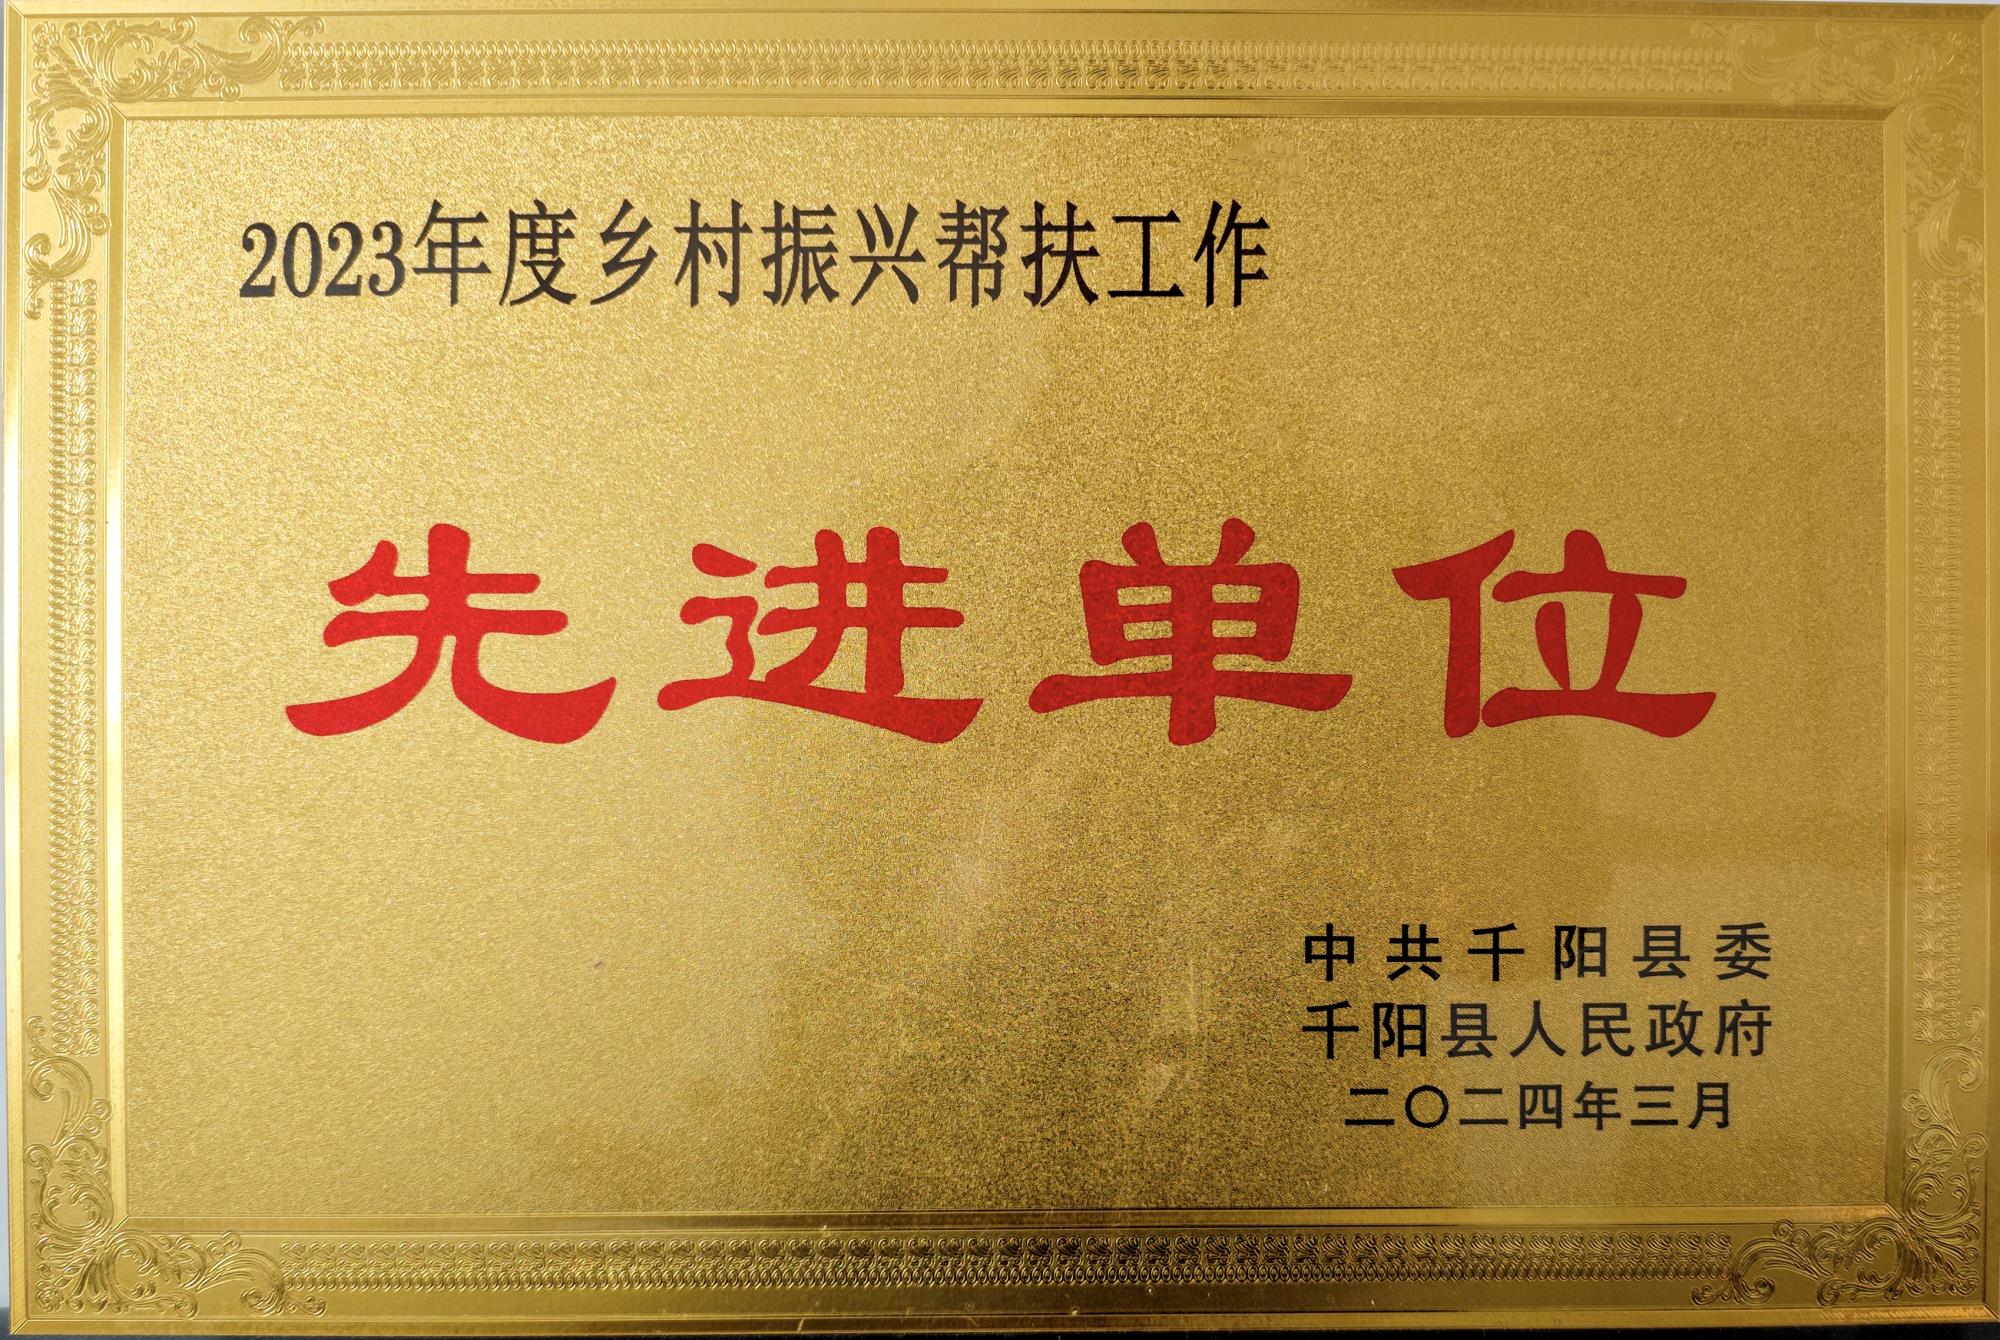 2023年度乡村振兴帮扶工作
先进单位
中共千阳县委
千阳县人民政府
二〇二四年三月